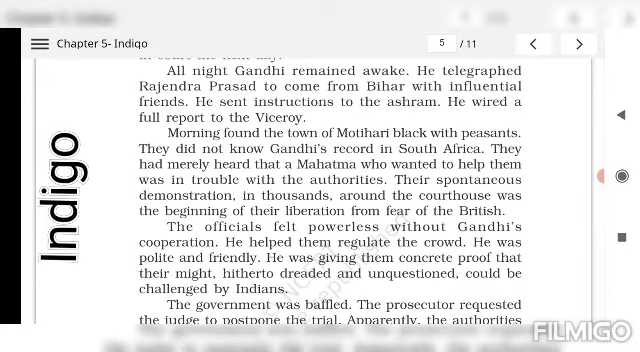 Chapter 5- Indigo
5 / 11
Indigo
in court the next day.
All night Gandhi remained awake. He telegraphed
Rajendra Prasad to come from Bihar with influential
friends. He sent instructions to the ashram. He wired a
full report to the Viceroy.
Morning found the town of Motihari black with peasants.
They did not know Gandhi's record in South Africa. They
had merely heard that a Mahatma who wanted to help them
was in trouble with the authorities. Their spontaneous
demonstration, in thousands, around the courthouse was
the beginning of their liberation from fear of the British.
The officials felt powerless without Gandhi's
cooperation. He helped them regulate the crowd. He was
polite and friendly. He was giving them concrete proof that
their might, hitherto dreaded and unquestioned, could be
challenged by Indians.
The government was baffled. The prosecutor requested
the judge to postpone the trial. Apparently, the authorities
FILMIGO